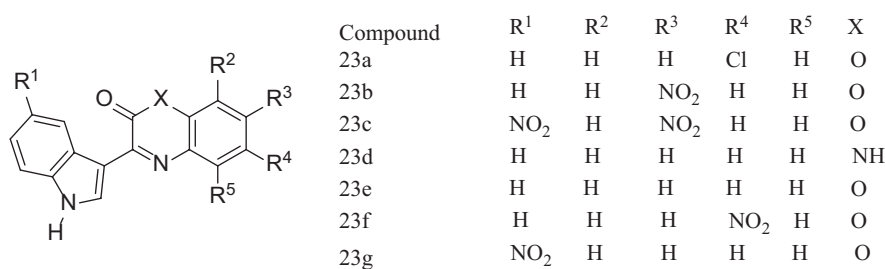 Compound R¹ R² R³ R⁴ R⁵ X
23a H H H Cl H O
23b H H NO₂ H H O
23c NO₂ H NO₂ H H O
23d H H H H H NH
23e H H H H H O
23f H H H NO₂ H O
23g NO₂ H H H H O
R¹
R²
O
X
R³
N
R⁴
R⁵
N
H